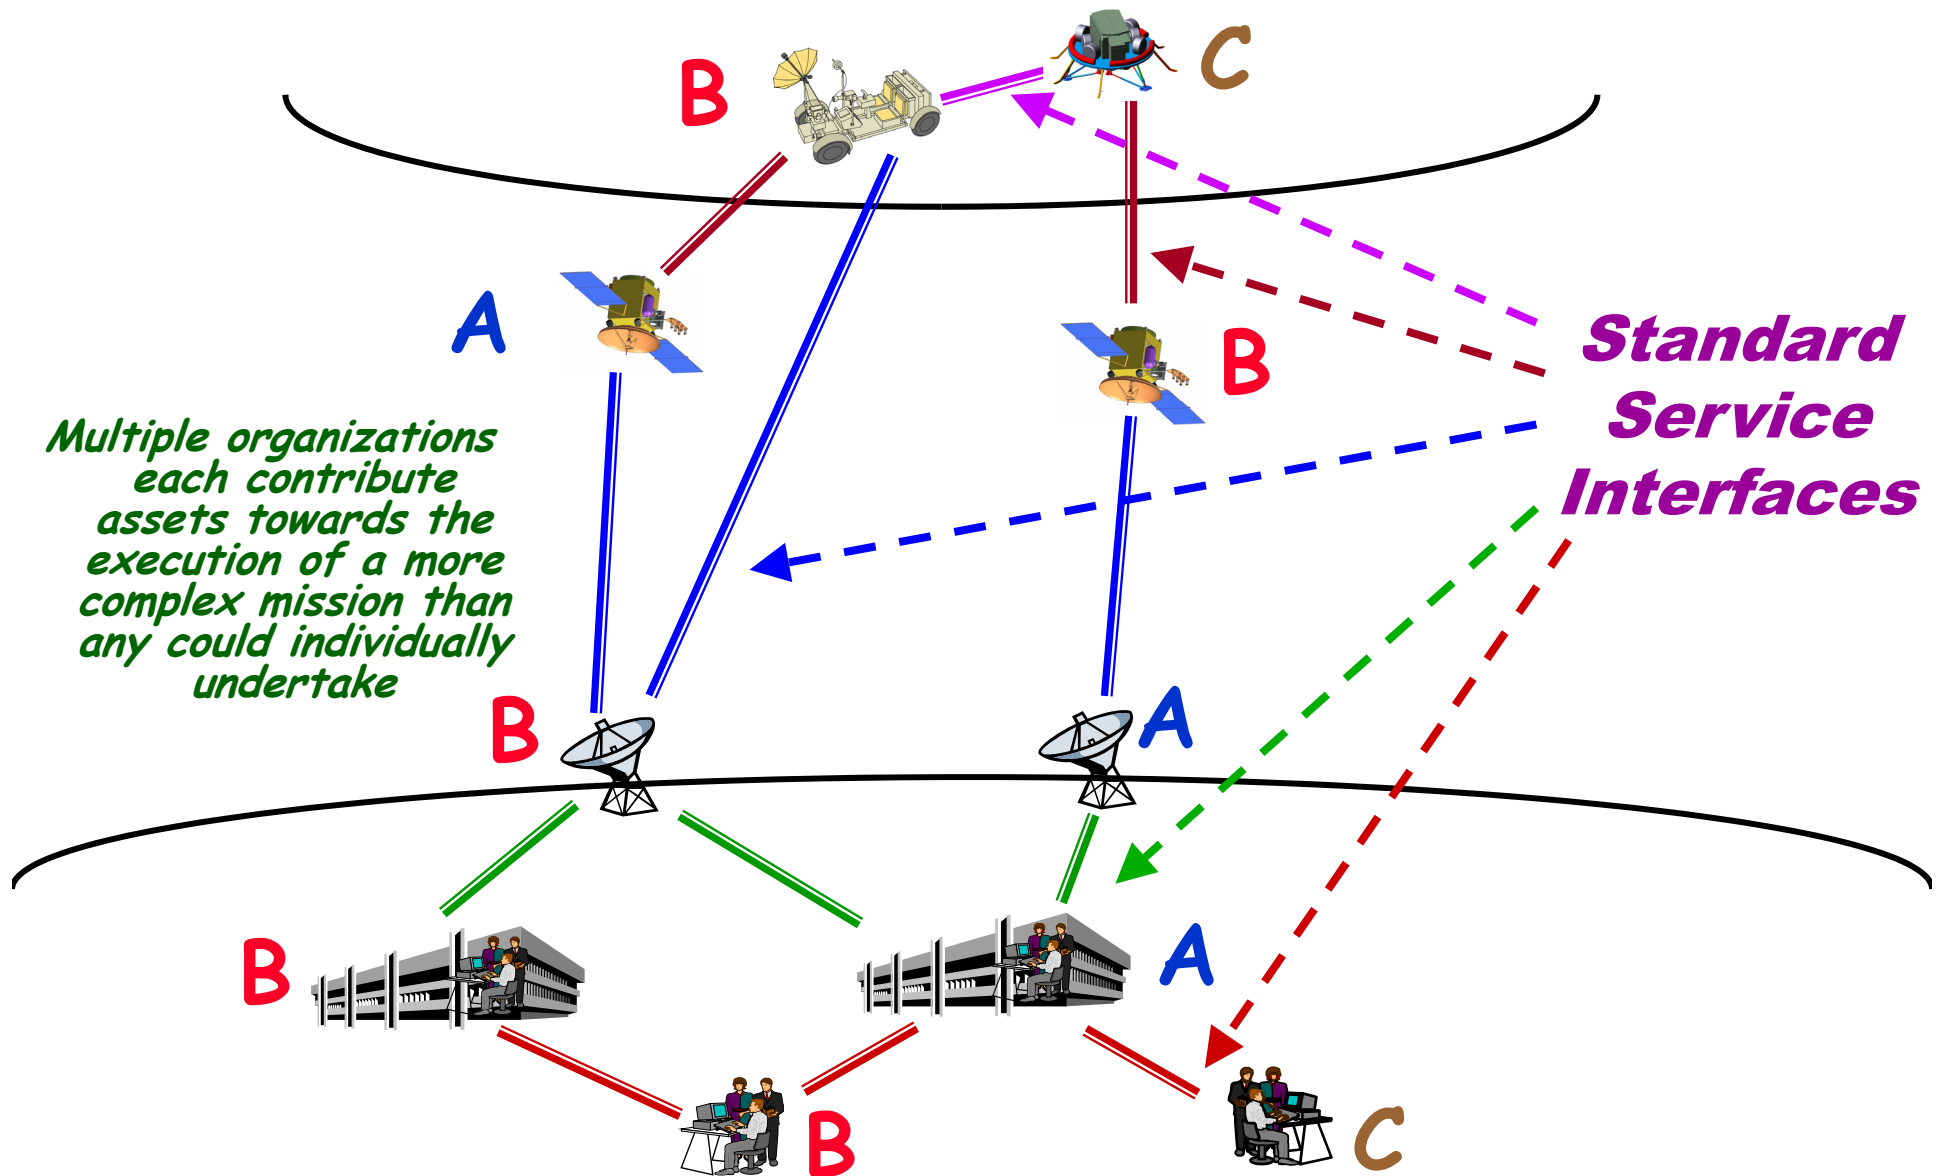 B
C
A
B
Standard
Service
Interfaces
Multiple organizations
each contribute
assets towards the
execution of a more
complex mission than
any could individually
undertake
B
A
B
A
B
C